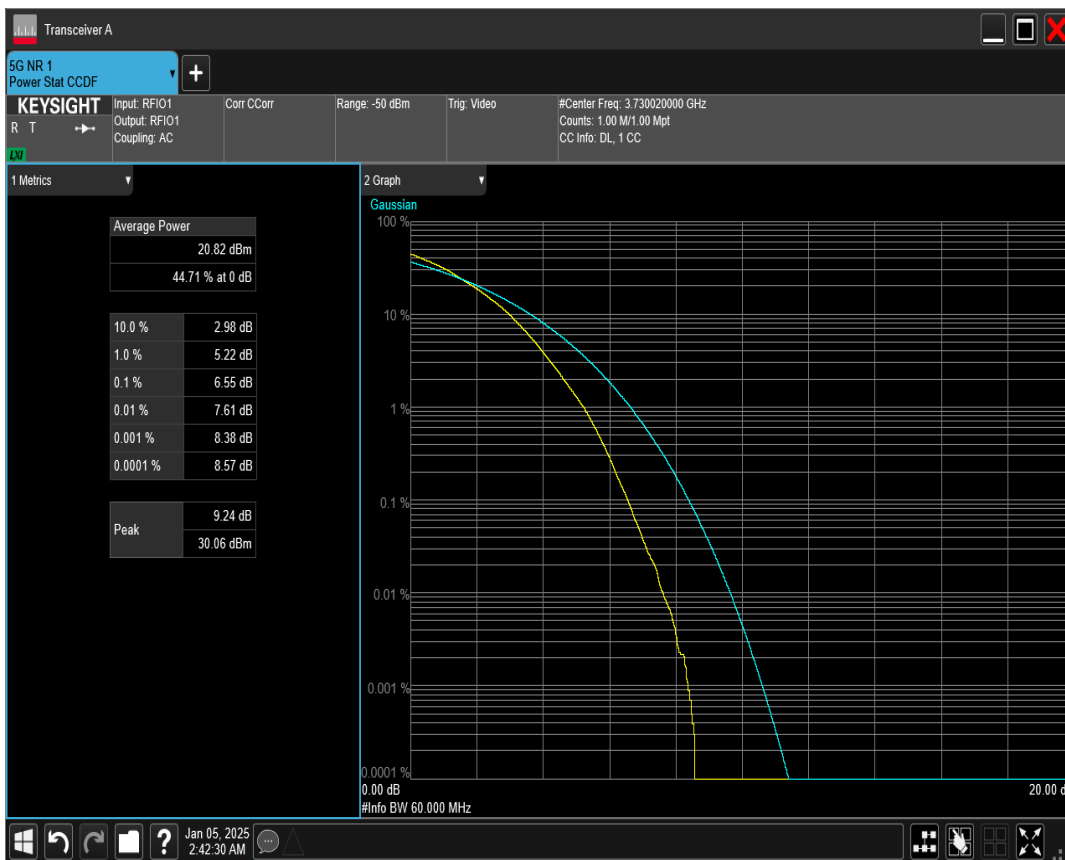 Transceiver A
5G NR 1
Power Stat CCDF
KEYSIGHT
R T
LXI
Input: RFIO1
Output: RFIO1
Coupling: AC
Corr CCorr
Range: -50 dBm
Trig: Video
#Center Freq: 3.730020000 GHz
Counts: 1.00 M/1.00 Mpt
CC Info: DL, 1 CC
1 Metrics
Average Power
20.82 dBm
44.71 % at 0 dB
10.0 % 2.98 dB
1.0 % 5.22 dB
0.1 % 6.55 dB
0.01 % 7.61 dB
0.001 % 8.38 dB
0.0001 % 8.57 dB
Peak
9.24 dB
30.06 dBm
2 Graph
Gaussian
100 %
10 %
1 %
0.1 %
0.01 %
0.001 %
0.0001 %
0.00 dB 20.00 d
#Info BW 60.000 MHz
?
Jan 05, 2025
2:42:30 AM